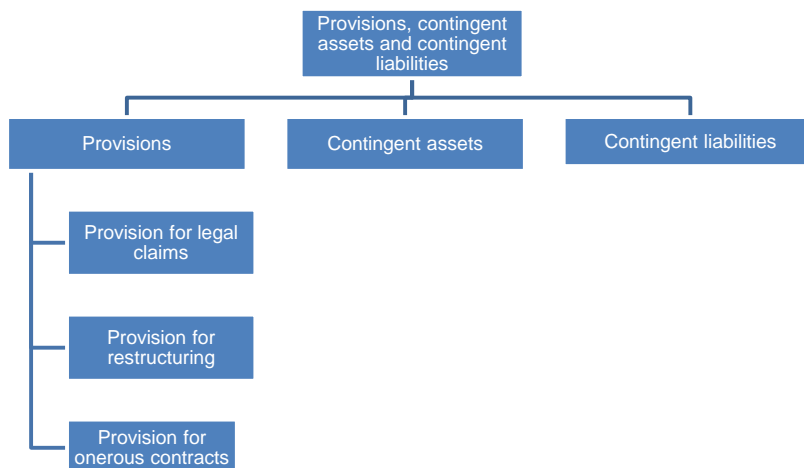 Provisions, contingent
assets and contingent
liabilities
Provisions
Contingent assets
Contingent liabilities
Provision for legal
claims
Provision for
restructuring
Provision for
onerous contracts